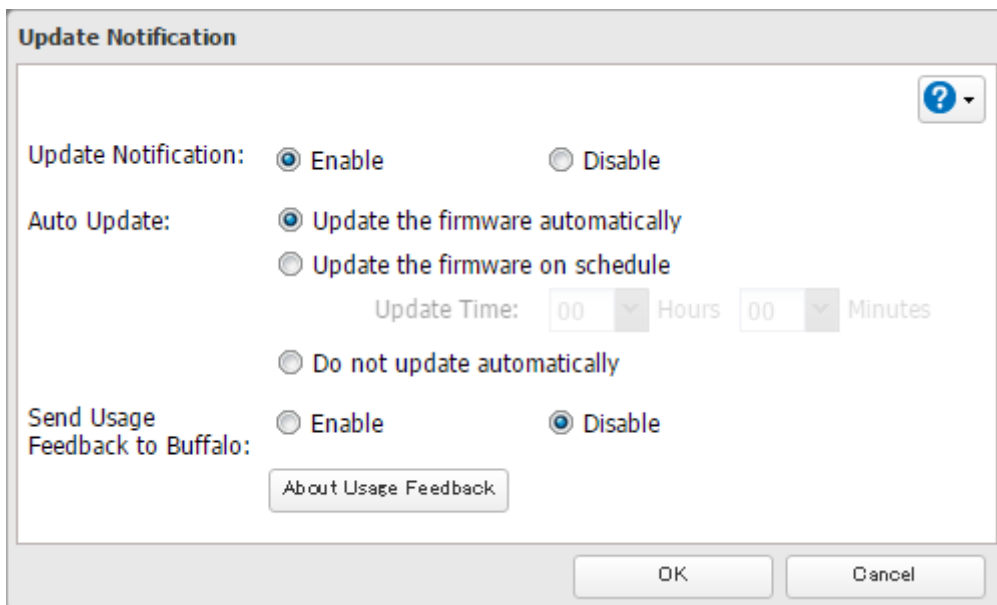 Update Notification
?
Update Notification: Enable Disable
Auto Update: Update the firmware automatically
Update the firmware on schedule
Update Time: 00 Hours 00 Minutes
Do not update automatically
Send Usage
Feedback to Buffalo: Enable Disable
About Usage Feedback
OK Cancel